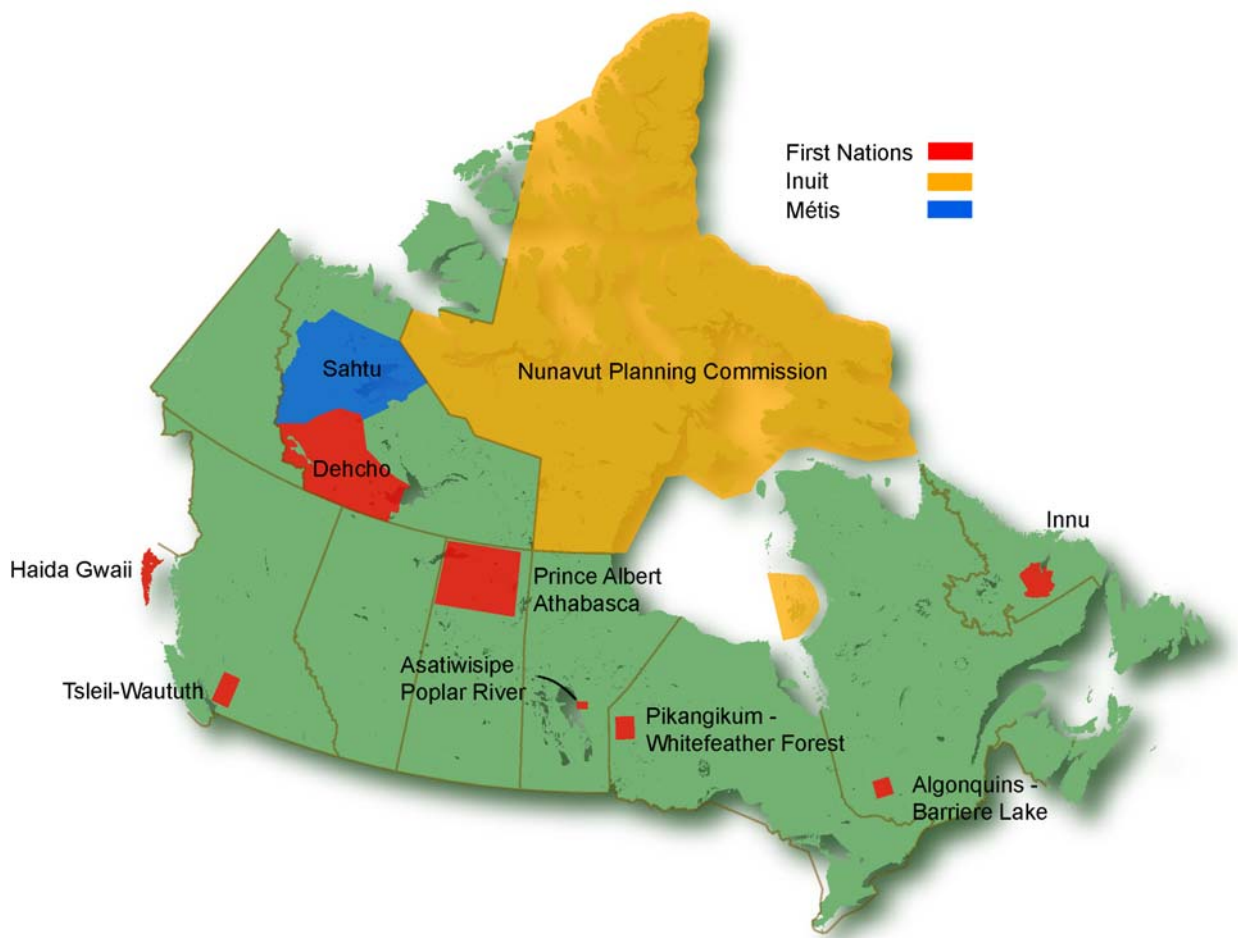 First Nations
Inuit
Métis
Sahtu
Nunavut Planning Commission
Dehcho
Innu
Haida Gwaii
Prince Albert
Athabasca
Asatiwisipe
Poplar River
Tsleil-Waututh
Pikangikum -
Whitefeather Forest
Algonquins -
Barriere Lake